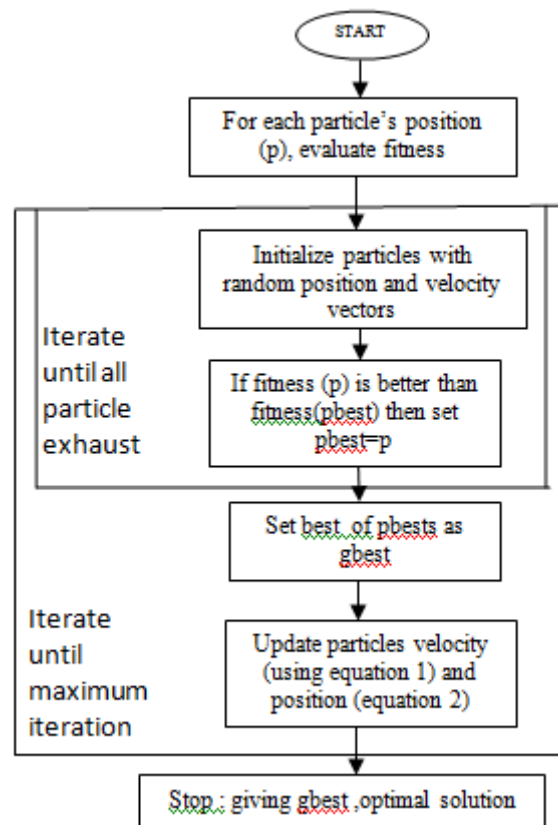 START
For each particle's position
(p), evaluate fitness
Initialize particles with
random position and velocity
vectors
Iterate
until all
particle
exhaust
If fitness (p) is better than
fitness(pbest) then set
pbest=p
Set best of pbests as
gbest
Iterate
until
maximum
iteration
Update particles velocity
(using equation 1) and
position (equation 2)
Stop : giving gbest ,optimal solution